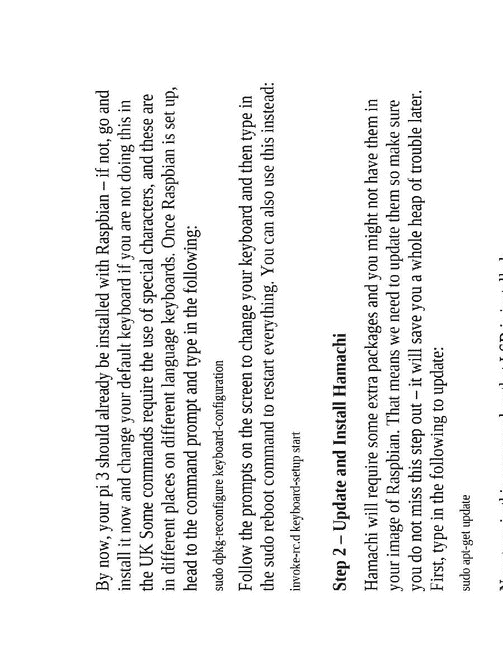 By now, your pi 3 should already be installed with Raspbian – if not, go and
install it now and change your default keyboard if you are not doing this in
the UK Some commands require the use of special characters, and these are
in different places on different language keyboards. Once Raspbian is set up,
head to the command prompt and type in the following:
sudo dpkg-reconfigure keyboard-configuration
Follow the prompts on the screen to change your keyboard and then type in
the sudo reboot command to restart everything. You can also use this instead:
invoke-rc.d keyboard-setup start
Step 2 – Update and Install Hamachi
Hamachi will require some extra packages and you might not have them in
your image of Raspbian. That means we need to update them so make sure
you do not miss this step out – it will save you a whole heap of trouble later.
First, type in the following to update:
sudo apt-get update